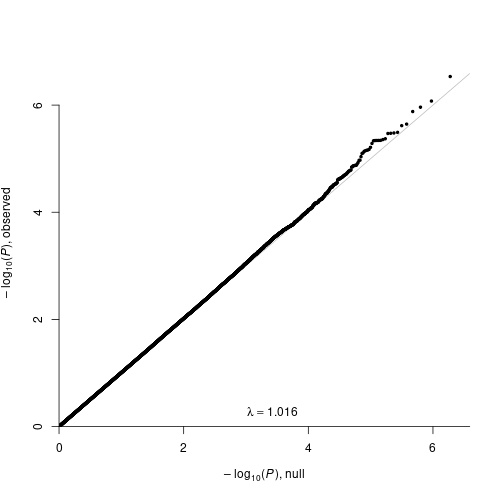 6
4
2
0
− log10(P), observed
λ = 1.016
0 2 4 6
− log10(P), null